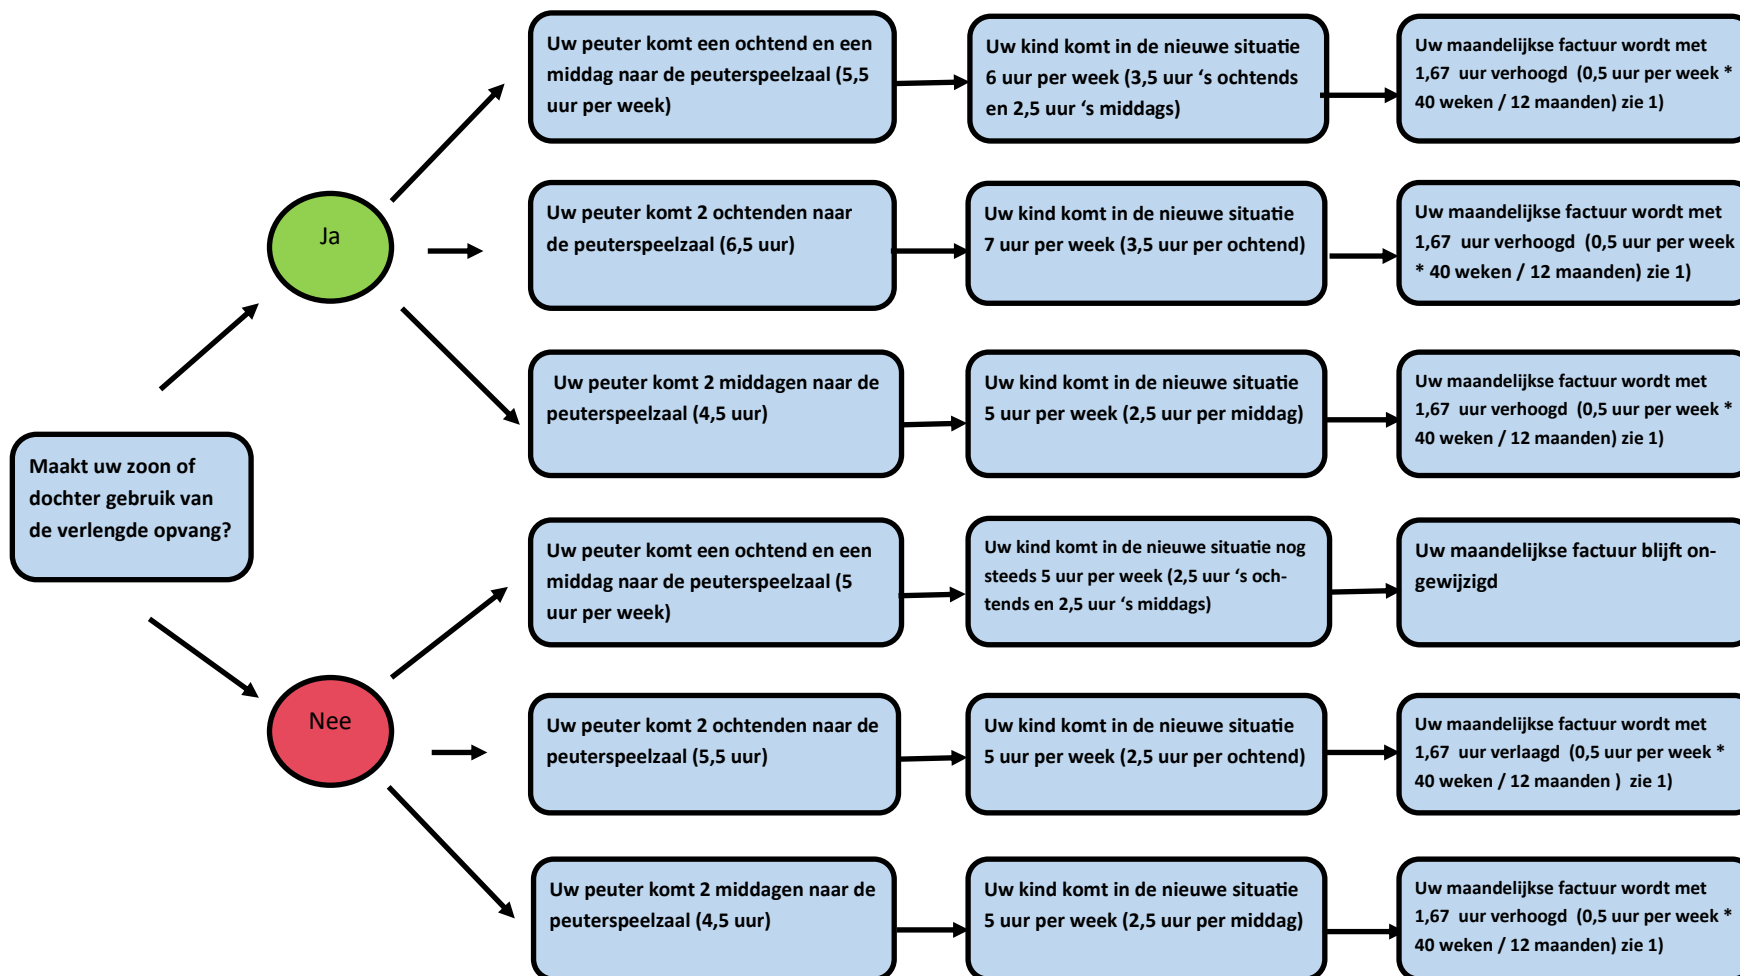 Uw peuter komt een ochtend en een
middag naar de peuterspeelzaal (5,5
uur per week)
Uw kind komt in de nieuwe situatie
6 uur per week (3,5 uur ‘s ochtends
en 2,5 uur ‘s middags)
Uw maandelijkse factuur wordt met
1,67 uur verhoogd (0,5 uur per week *
40 weken / 12 maanden) zie 1)
Ja
Uw peuter komt 2 ochtenden naar
de peuterspeelzaal (6,5 uur)
Uw kind komt in de nieuwe situatie
7 uur per week (3,5 uur per ochtend)
Uw maandelijkse factuur wordt met
1,67 uur verhoogd (0,5 uur per week
* 40 weken / 12 maanden) zie 1)
Uw peuter komt 2 middagen naar de
peuterspeelzaal (4,5 uur)
Uw kind komt in de nieuwe situatie
5 uur per week (2,5 uur per middag)
Uw maandelijkse factuur wordt met
1,67 uur verhoogd (0,5 uur per week *
40 weken / 12 maanden) zie 1)
Maakt uw zoon of
dochter gebruik van
de verlengde opvang?
Uw peuter komt een ochtend en een
middag naar de peuterspeelzaal (5
uur per week)
Uw kind komt in de nieuwe situatie nog
steeds 5 uur per week (2,5 uur ‘s och-
tends en 2,5 uur ‘s middags)
Uw maandelijkse factuur blijft on-
gewijzigd
Nee
Uw peuter komt 2 ochtenden naar de
peuterspeelzaal (5,5 uur)
Uw kind komt in de nieuwe situatie
5 uur per week (2,5 uur per ochtend)
Uw maandelijkse factuur wordt met
1,67 uur verlaagd (0,5 uur per week *
40 weken / 12 maanden ) zie 1)
Uw peuter komt 2 middagen naar de
peuterspeelzaal (4,5 uur)
Uw kind komt in de nieuwe situatie
5 uur per week (2,5 uur per middag)
Uw maandelijkse factuur wordt met
1,67 uur verhoogd (0,5 uur per week *
40 weken / 12 maanden) zie 1)